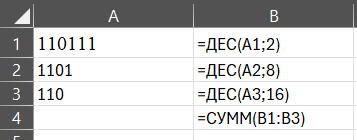 A B
1 110111 =ДЕС(A1;2)
2 1101 =ДЕС(A2;8)
3 110 =ДЕС(A3;16)
4 =СУММ(B1:B3)